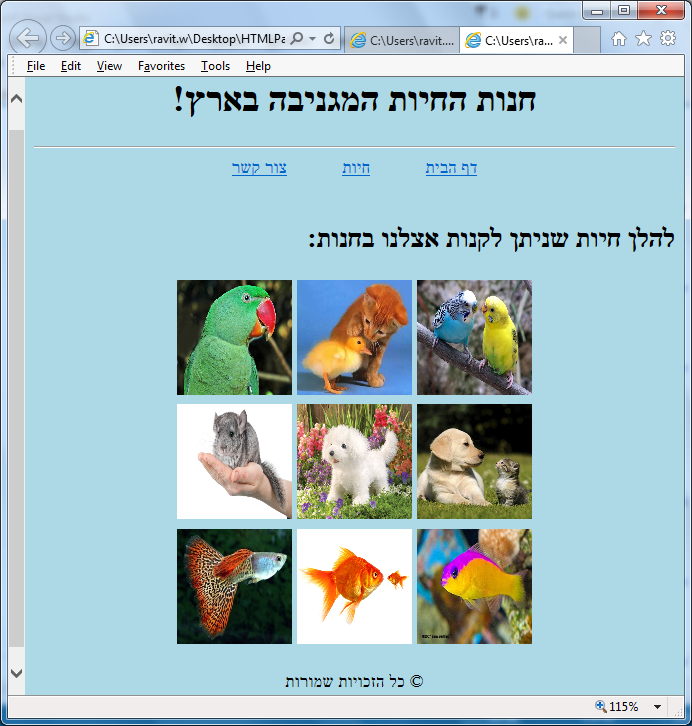 C:\Users\ravit.w\Desktop\HTMLPa
C:\Users\ravit....
C:\Users\ra...
File Edit View Favorites Tools Help
חנות החיות המגניבה בארץ!
דף הבית חיות צור קשר
להלן חיות שניתן לקנות אצלנו בחנות:
© כל הזכויות שמורות
115%